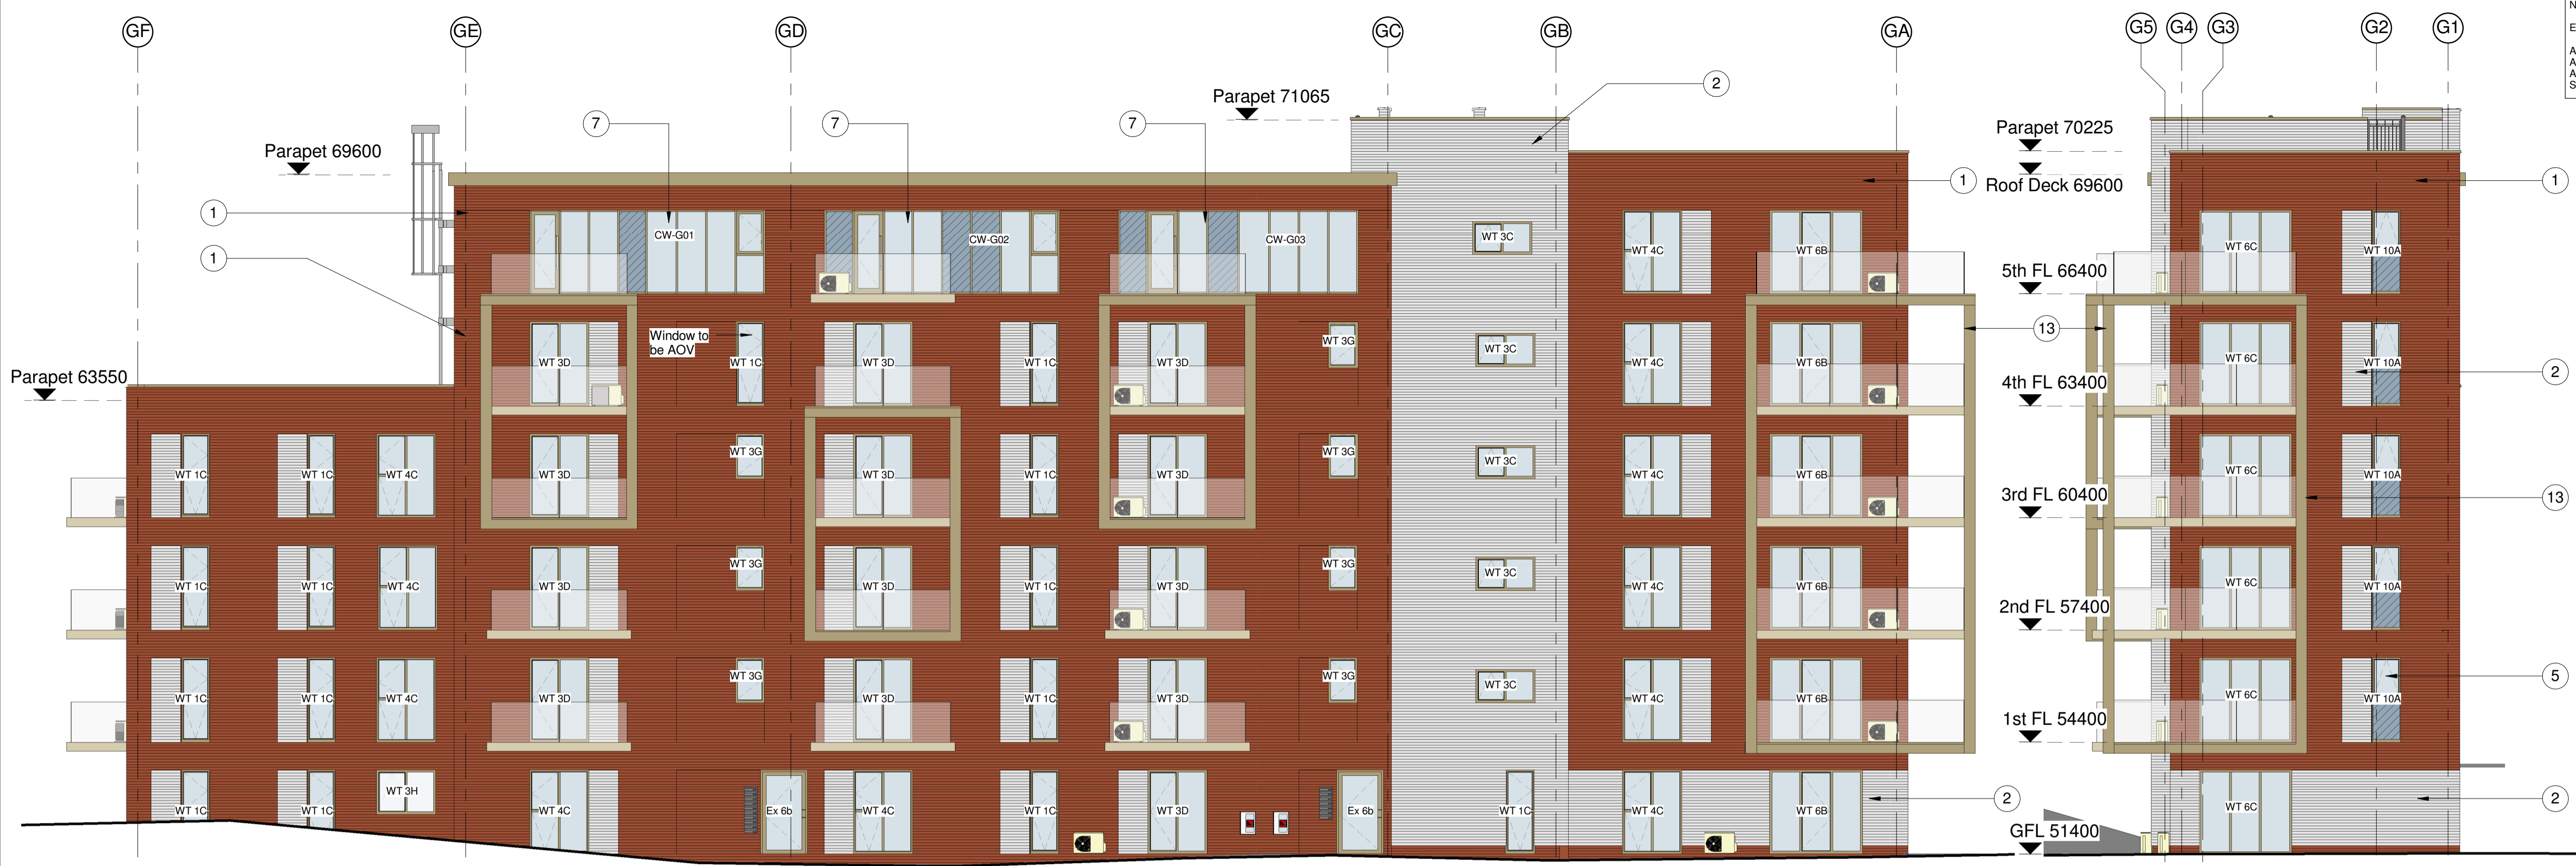 GF
GE
GD
GC
GB
GA
G5
G4
G3
G2
G1
N
E
A
A
A
S
2
Parapet 71065
7
7
7
Parapet 70225
Parapet 69600
1
1
Roof Deck 69600
1
1
CW-G01
CW-G02
CW-G03
WT 3C
WT 4C
WT 6B
WT 6C
WT 10A
1
5th FL 66400
13
Window to
be AOV
WT 3D
WT 1C
WT 3D
WT 1C
WT 3D
WT 3G
WT 3C
WT 4C
WT 6B
WT 6C
WT 10A
2
Parapet 63550
4th FL 63400
WT 1C
WT 1C
WT 4C
WT 3D
WT 3G
WT 3D
WT 1C
WT 3D
WT 3G
WT 3C
WT 4C
WT 6B
WT 6C
WT 10A
3rd FL 60400
13
WT 1C
WT 1C
WT 4C
WT 3D
WT 3G
WT 3D
WT 1C
WT 3D
WT 3G
WT 3C
WT 4C
WT 6B
WT 6C
WT 10A
2nd FL 57400
WT 1C
WT 1C
WT 4C
WT 3D
WT 3G
WT 3D
WT 1C
WT 3D
WT 3G
WT 3C
WT 4C
WT 6B
WT 6C
WT 10A
5
1st FL 54400
WT 1C
WT 1C
WT 3H
WT 4C
Ex 6b
WT 4C
WT 1C
WT 3D
Ex 6b
WT 1C
WT 4C
WT 6B
2
WT 6C
2
GFL 51400